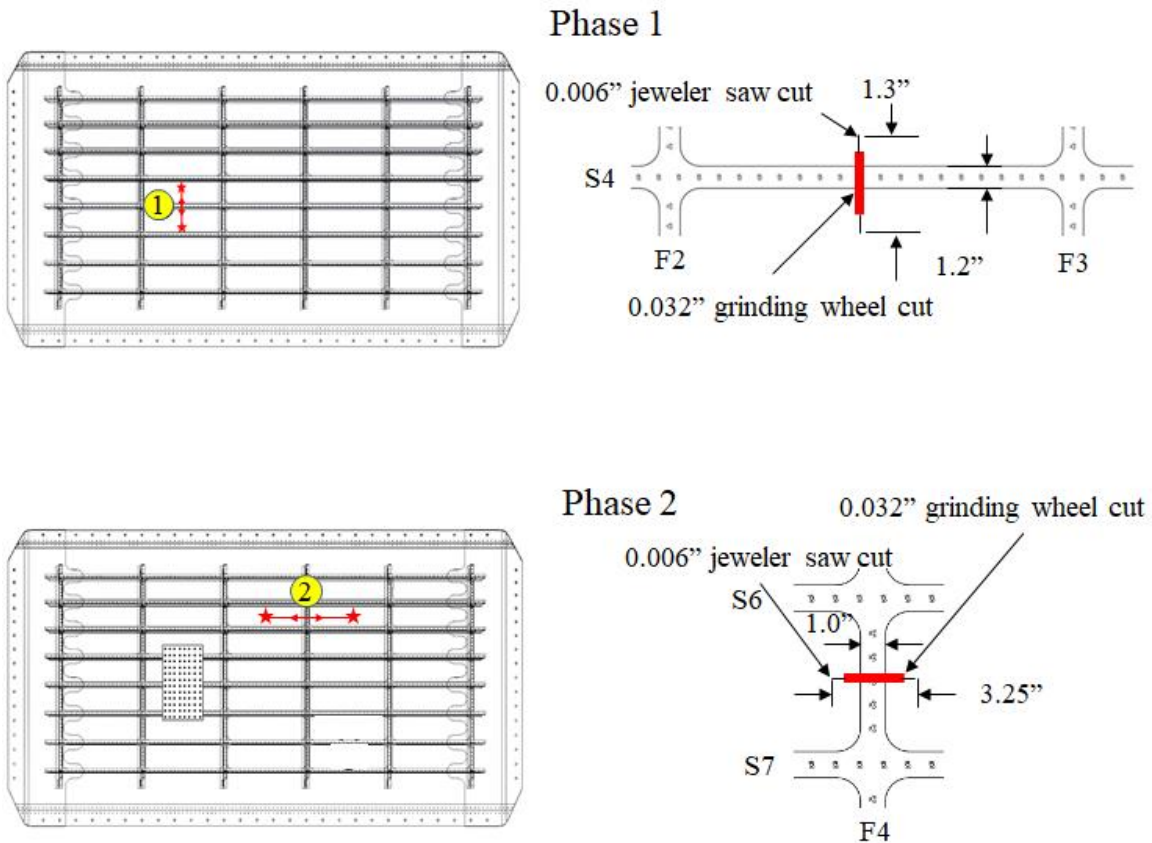 Phase 1
0.006” jeweler saw cut
1.3”
S4
1
F2
1.2”
F3
0.032” grinding wheel cut
Phase 2
0.032” grinding wheel cut
0.006” jeweler saw cut
2
S6
1.0”
3.25”
S7
F4